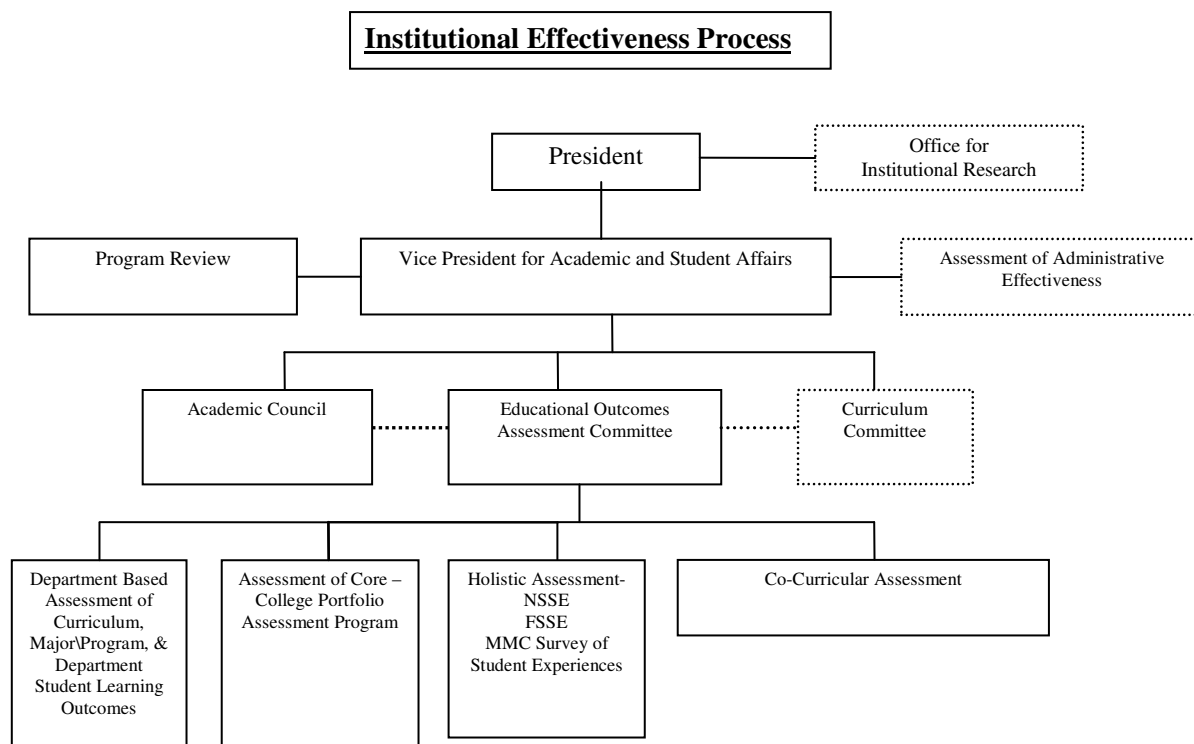 Institutional Effectiveness Process
President
Office for
Institutional Research
Program Review
Vice President for Academic and Student Affairs
Assessment of Administrative
Effectiveness
Academic Council
Educational Outcomes
Assessment Committee
Curriculum
Committee
Department Based
Assessment of
Curriculum,
Major\Program, &
Department
Student Learning
Outcomes
Assessment of Core –
College Portfolio
Assessment Program
Holistic Assessment-
NSSE
FSSE
MMC Survey of
Student Experiences
Co-Curricular Assessment